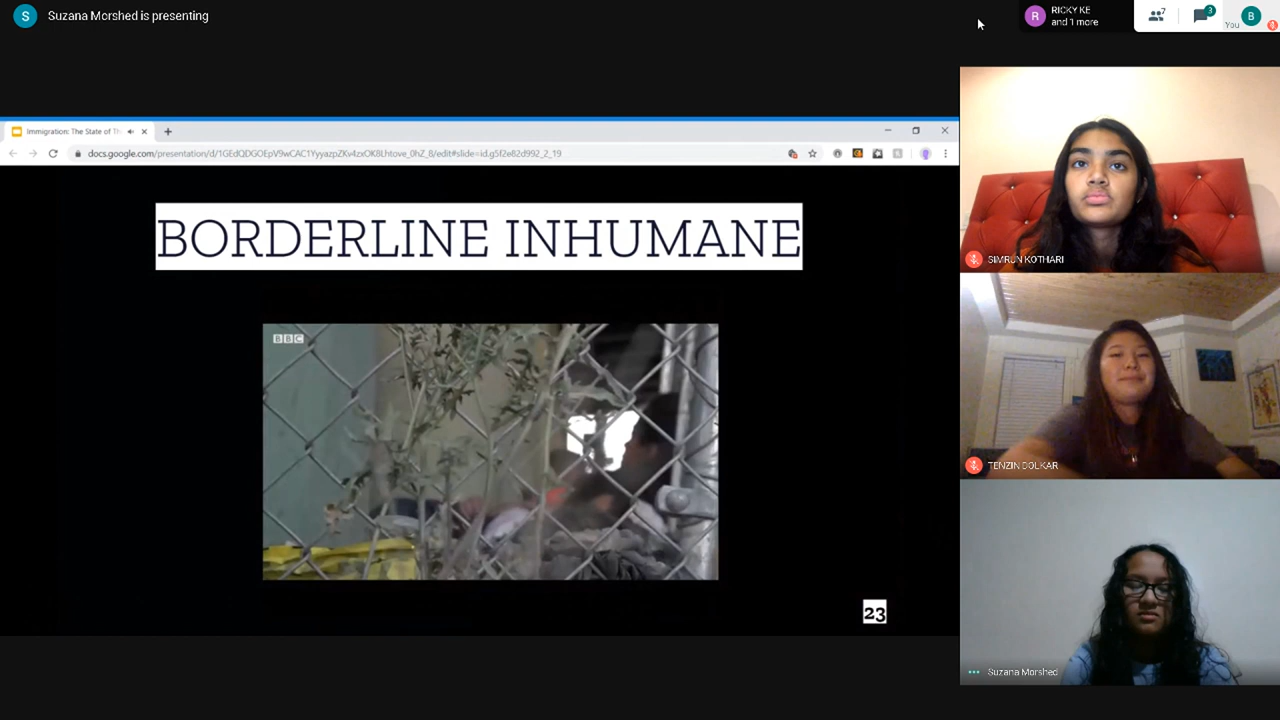 S
Suzana Morshed is presenting
R
RICKY KE
and 1 more
7
3
You
B
Immigration: The State of Th
docs.google.com/presentation/d/1GEdQDGOEpV9wCAC1YyyazpZKv4zxOK8Lhtove_0hZ_8/edit#slide=id.g5f2e82d992_2_19
BORDERLINE INHUMANE
BBC
23
SIMRUN KOTHARI
TENZIN DOLKAR
Suzana Morshed